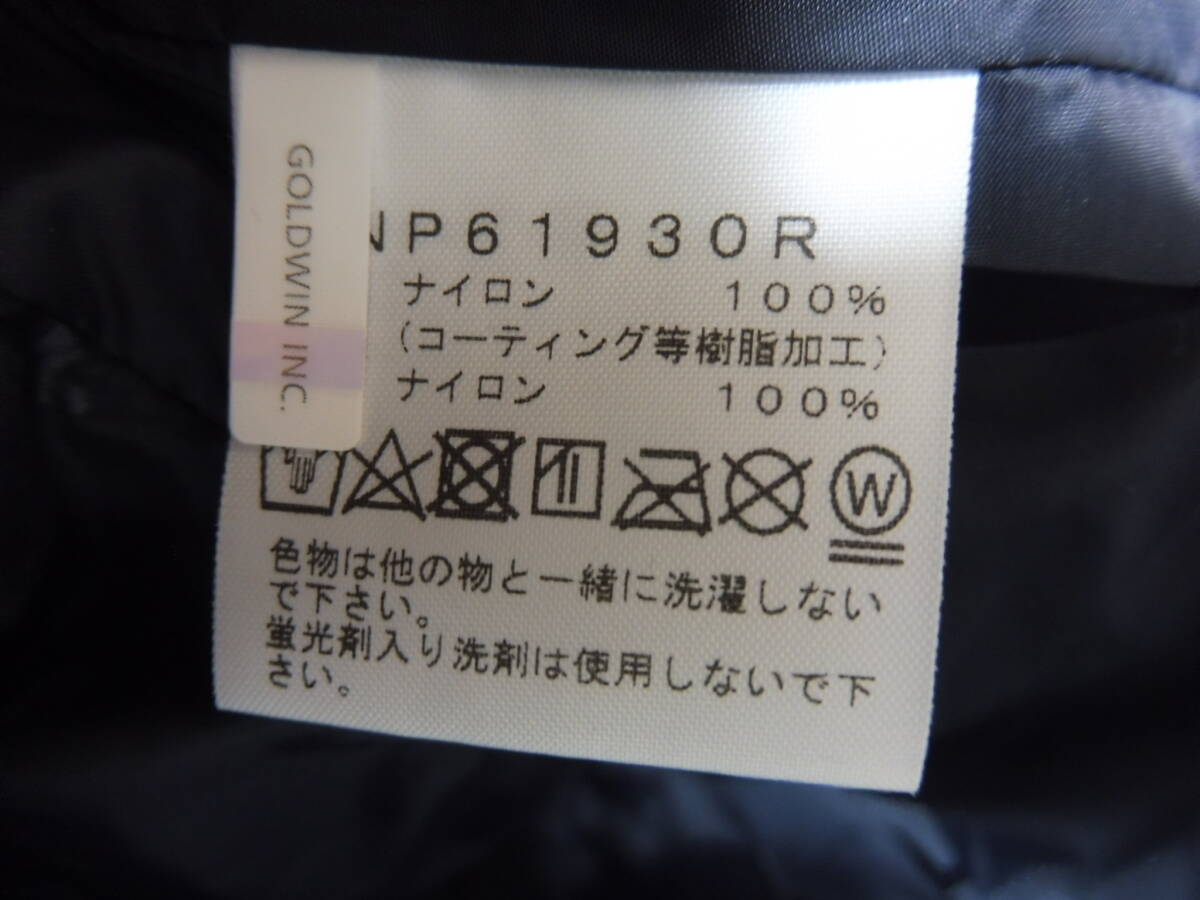 GOLDWIN INC.
NP61930R
ナイロン 100%
(コーティング等樹脂加工)
ナイロン 100%
W
色物は他の物と一緒に洗濯しない
で下さい。
蛍光剤入り洗剤は使用しないで下
さい。